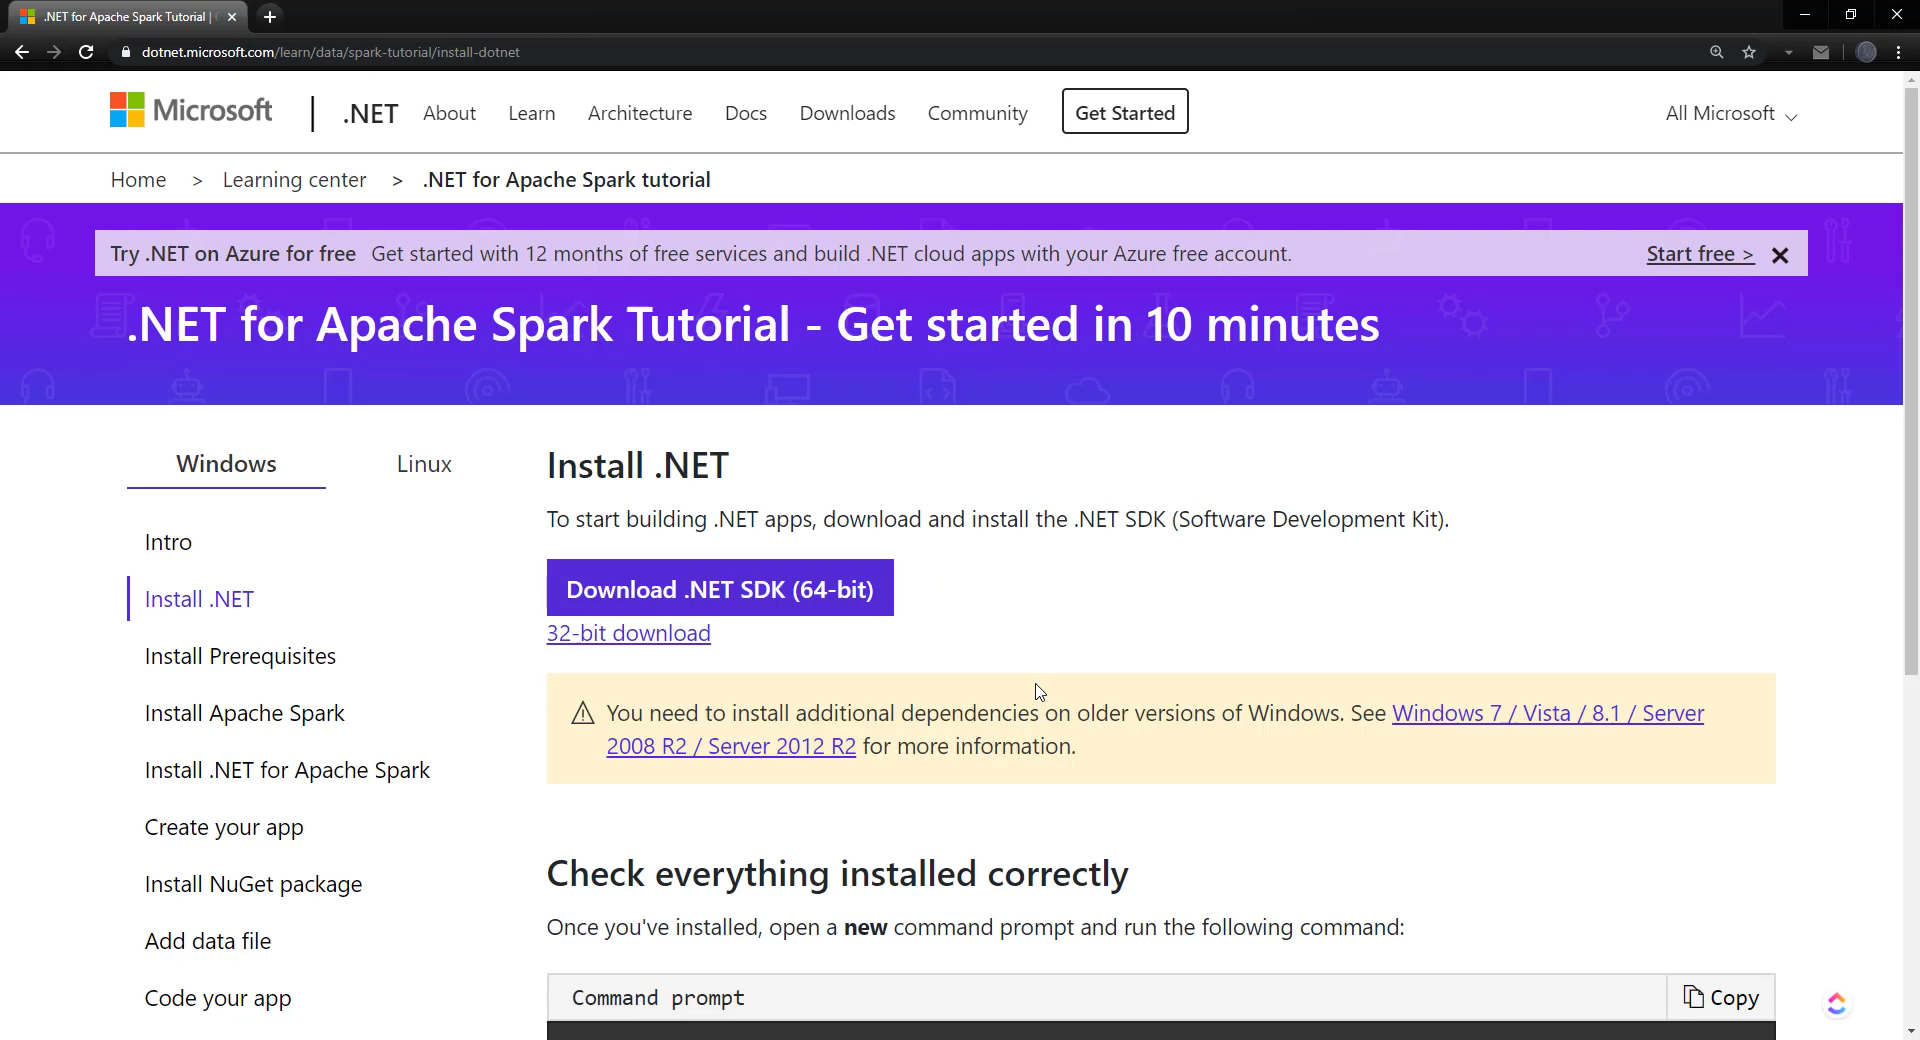 .NET for Apache Spark Tutorial |
dotnet.microsoft.com/learn/data/spark-tutorial/install-dotnet
Microsoft
.NET
About
Learn
Architecture
Docs
Downloads
Community
Get Started
All Microsoft
Home > Learning center > .NET for Apache Spark tutorial
Try .NET on Azure for free Get started with 12 months of free services and build .NET cloud apps with your Azure free account.
Start free >
.NET for Apache Spark Tutorial - Get started in 10 minutes
Windows
Linux
Intro
Install .NET
Install Prerequisites
Install Apache Spark
Install .NET for Apache Spark
Create your app
Install NuGet package
Add data file
Code your app
Install .NET
To start building .NET apps, download and install the .NET SDK (Software Development Kit).
Download .NET SDK (64-bit)
32-bit download
You need to install additional dependencies on older versions of Windows. See Windows 7 / Vista / 8.1 / Server
2008 R2 / Server 2012 R2 for more information.
Check everything installed correctly
Once you've installed, open a new command prompt and run the following command:
Command prompt
Copy